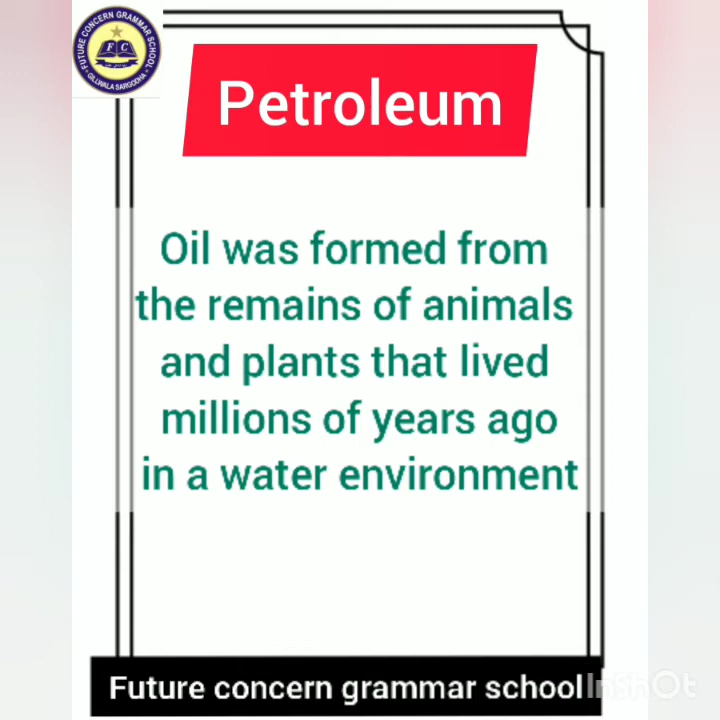 FUTURE CONCERN GRAMMAR SCHOOL
F C
GILLWALA SARGODHA
Petroleum
Oil was formed from
the remains of animals
and plants that lived
millions of years ago
in a water environment
Future concern grammar school
InShOt